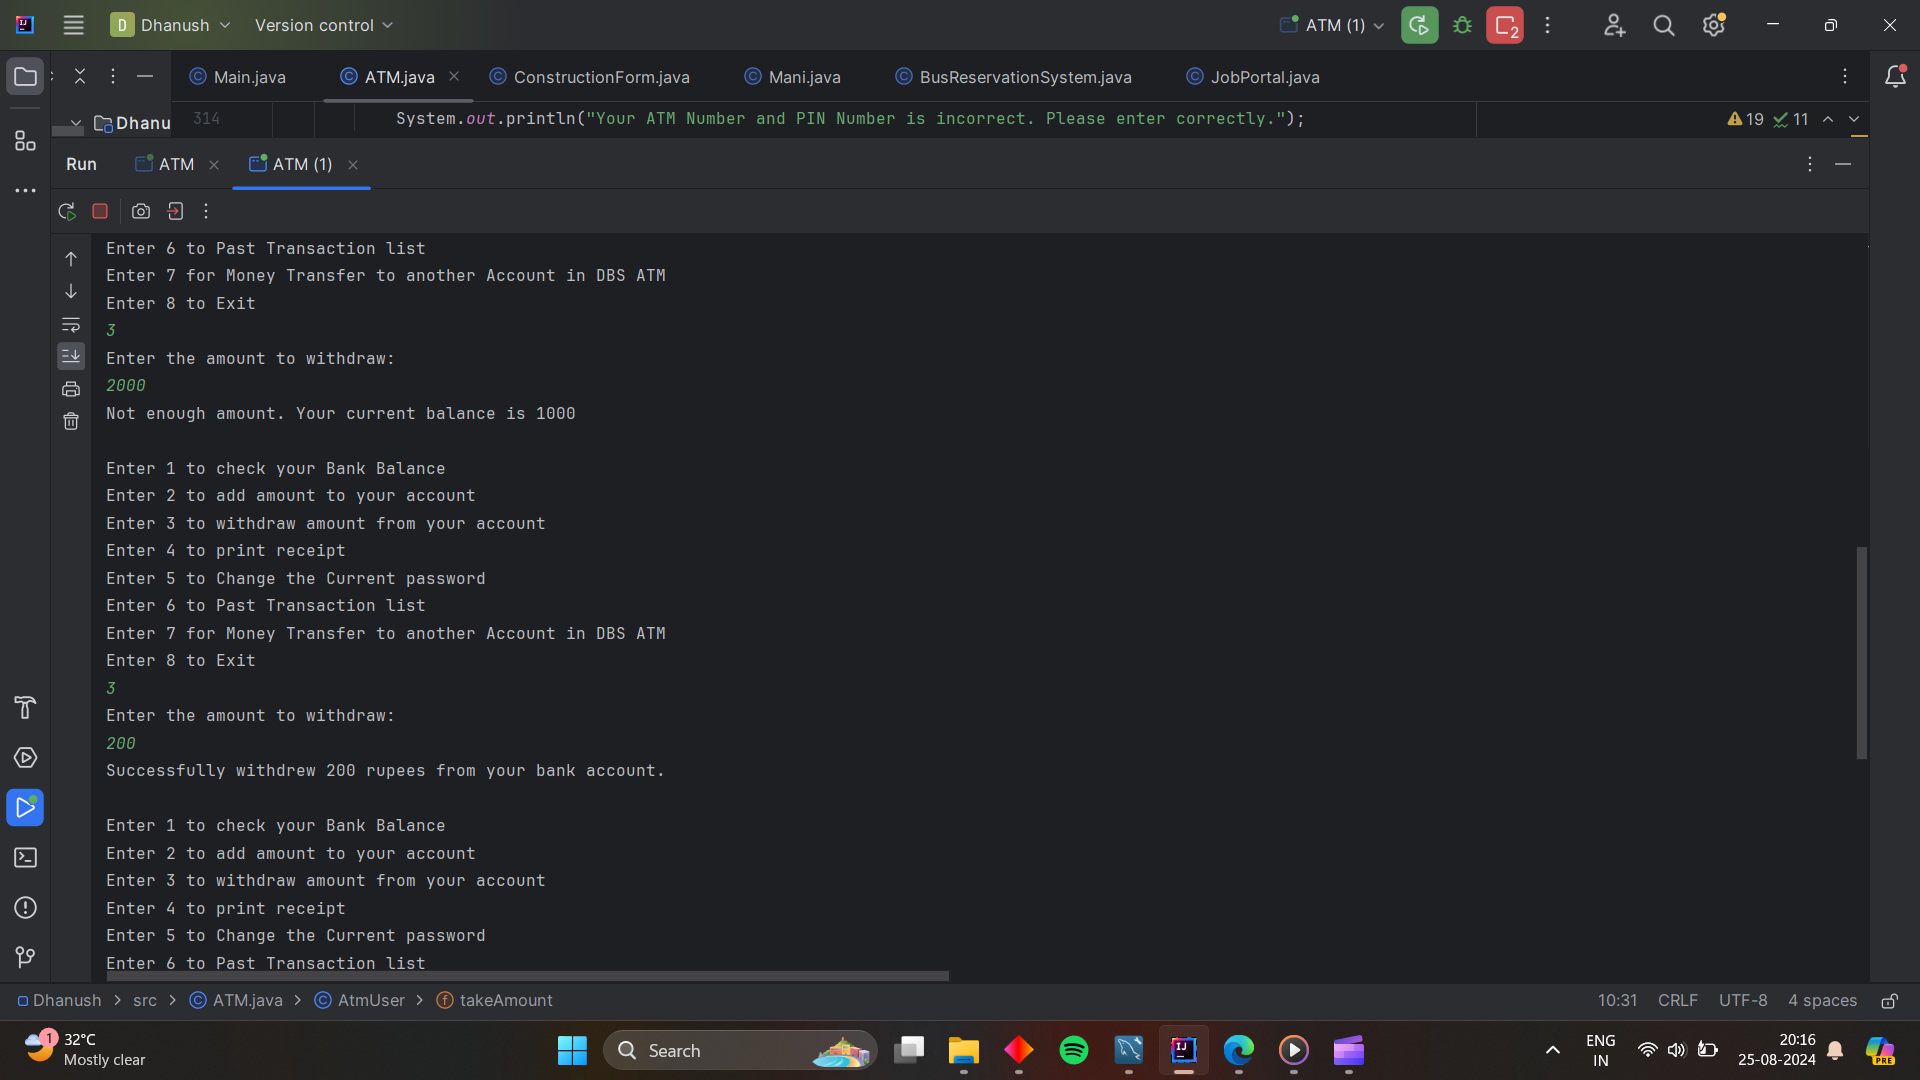 D Dhanush Version control ATM (1) 2
Main.java ATM.java ConstructionForm.java Mani.java BusReservationSystem.java JobPortal.java
Dhanu 314 System.out.println("Your ATM Number and PIN Number is incorrect. Please enter correctly."); 19 11
Run ATM ATM (1)
Enter 6 to Past Transaction list
Enter 7 for Money Transfer to another Account in DBS ATM
Enter 8 to Exit
3
Enter the amount to withdraw:
2000
Not enough amount. Your current balance is 1000
Enter 1 to check your Bank Balance
Enter 2 to add amount to your account
Enter 3 to withdraw amount from your account
Enter 4 to print receipt
Enter 5 to Change the Current password
Enter 6 to Past Transaction list
Enter 7 for Money Transfer to another Account in DBS ATM
Enter 8 to Exit
3
Enter the amount to withdraw:
200
Successfully withdrew 200 rupees from your bank account.
Enter 1 to check your Bank Balance
Enter 2 to add amount to your account
Enter 3 to withdraw amount from your account
Enter 4 to print receipt
Enter 5 to Change the Current password
Enter 6 to Past Transaction list
Dhanush > src > ATM.java > AtmUser > takeAmount 10:31 CRLF UTF-8 4 spaces
1 32°C
Mostly clear
Search
ENG
IN
20:16
25-08-2024
PRE